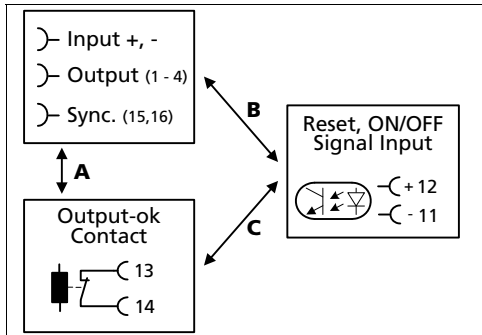 Input +, -
Output (1 - 4)
Sync. (15,16)
B
Reset, ON/OFF
Signal Input
+ 12
- 11
A
C
Output-ok
Contact
13
14